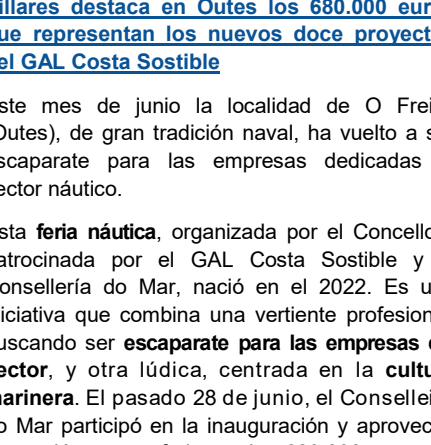 illares destaca en Outes los 680.000 eur
ue representan los nuevos doce proyect
el GAL Costa Sostible
ste mes de junio la localidad de O Frei
Outes), de gran tradición naval, ha vuelto a s
scaparate para las empresas dedicadas
ector náutico.
sta feria náutica, organizada por el Concello
atrocinada por el GAL Costa Sostible y
onsellería do Mar, nació en el 2022. Es u
niciativa que combina una vertiente profesion
uscando ser escaparate para las empresas
ector, y otra lúdica, centrada en la cultu
marinera. El pasado 28 de junio, el Consellei
o Mar participó en la inauguración y aprovec